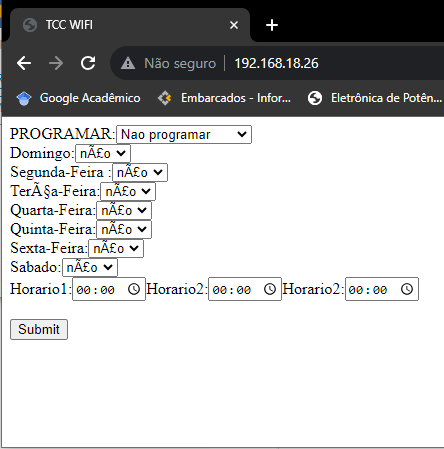 TCC WIFI
Não seguro 192.168.18.26
Google Acadêmico Embarcados - Infor... Eletrônica de Potên...
PROGRAMAR: Nao programar
Domingo: nÃ£o
Segunda-Feira : nÃ£o
TerÃ§a-Feira: nÃ£o
Quarta-Feira: nÃ£o
Quinta-Feira: nÃ£o
Sexta-Feira: nÃ£o
Sabado: nÃ£o
Horario1: 00:00 Horario2: 00:00 Horario2: 00:00
Submit